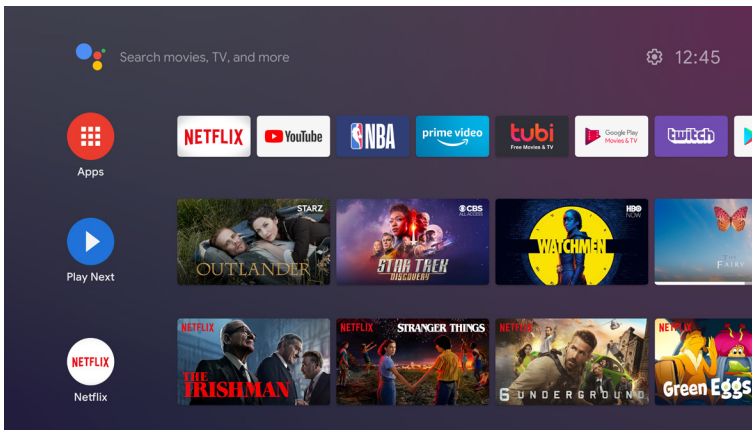 Search movies, TV, and more
12:45
Apps
NETFLIX
YouTube
NBA
prime video
tubi
Free Movies & TV
Google Play
Movies & TV
twitch
Play Next
STARZ
OUTLANDER
CBS
ALL ACCESS
STAR TREK
DISCOVERY
HBO
NOW
WATCHMEN
THE
FAIRY
NETFLIX
Netflix
NETFLIX
THE
IRISHMAN
NETFLIX
STRANGER THINGS
NETFLIX
6 UNDERGROUND
NETFLIX
Green Eggs